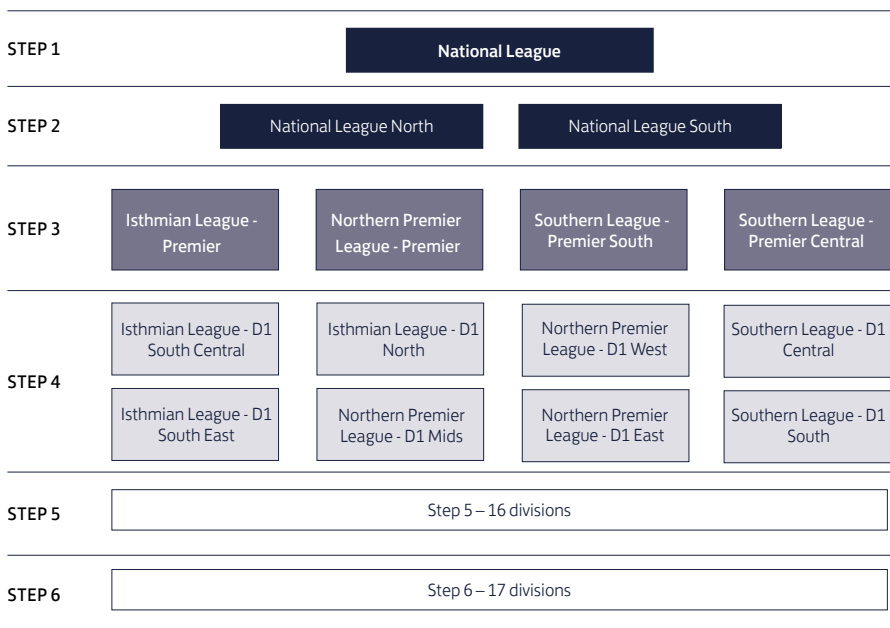 STEP 1
National League
STEP 2
National League North
National League South
STEP 3
Isthmian League -
Premier
Northern Premier
League - Premier
Southern League -
Premier South
Southern League -
Premier Central
STEP 4
Isthmian League - D1
South Central
Isthmian League - D1
North
Northern Premier
League - D1 West
Southern League - D1
Central
Isthmian League - D1
South East
Northern Premier
League - D1 Mids
Northern Premier
League - D1 East
Southern League - D1
South
STEP 5
Step 5 – 16 divisions
STEP 6
Step 6 – 17 divisions